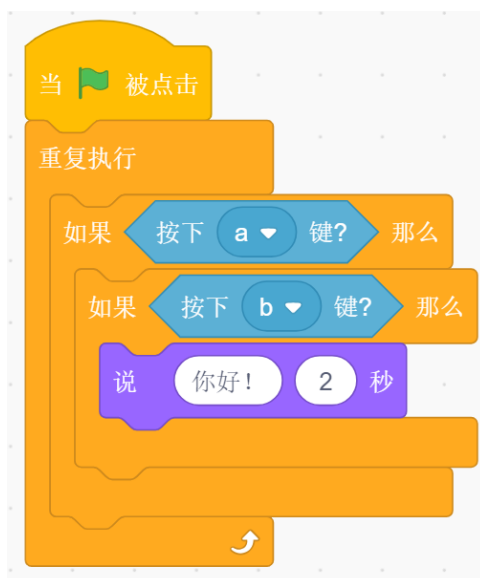 当 被点击
重复执行
如果 按下 a 键? 那么
如果 按下 b 键? 那么
说 你好! 2 秒